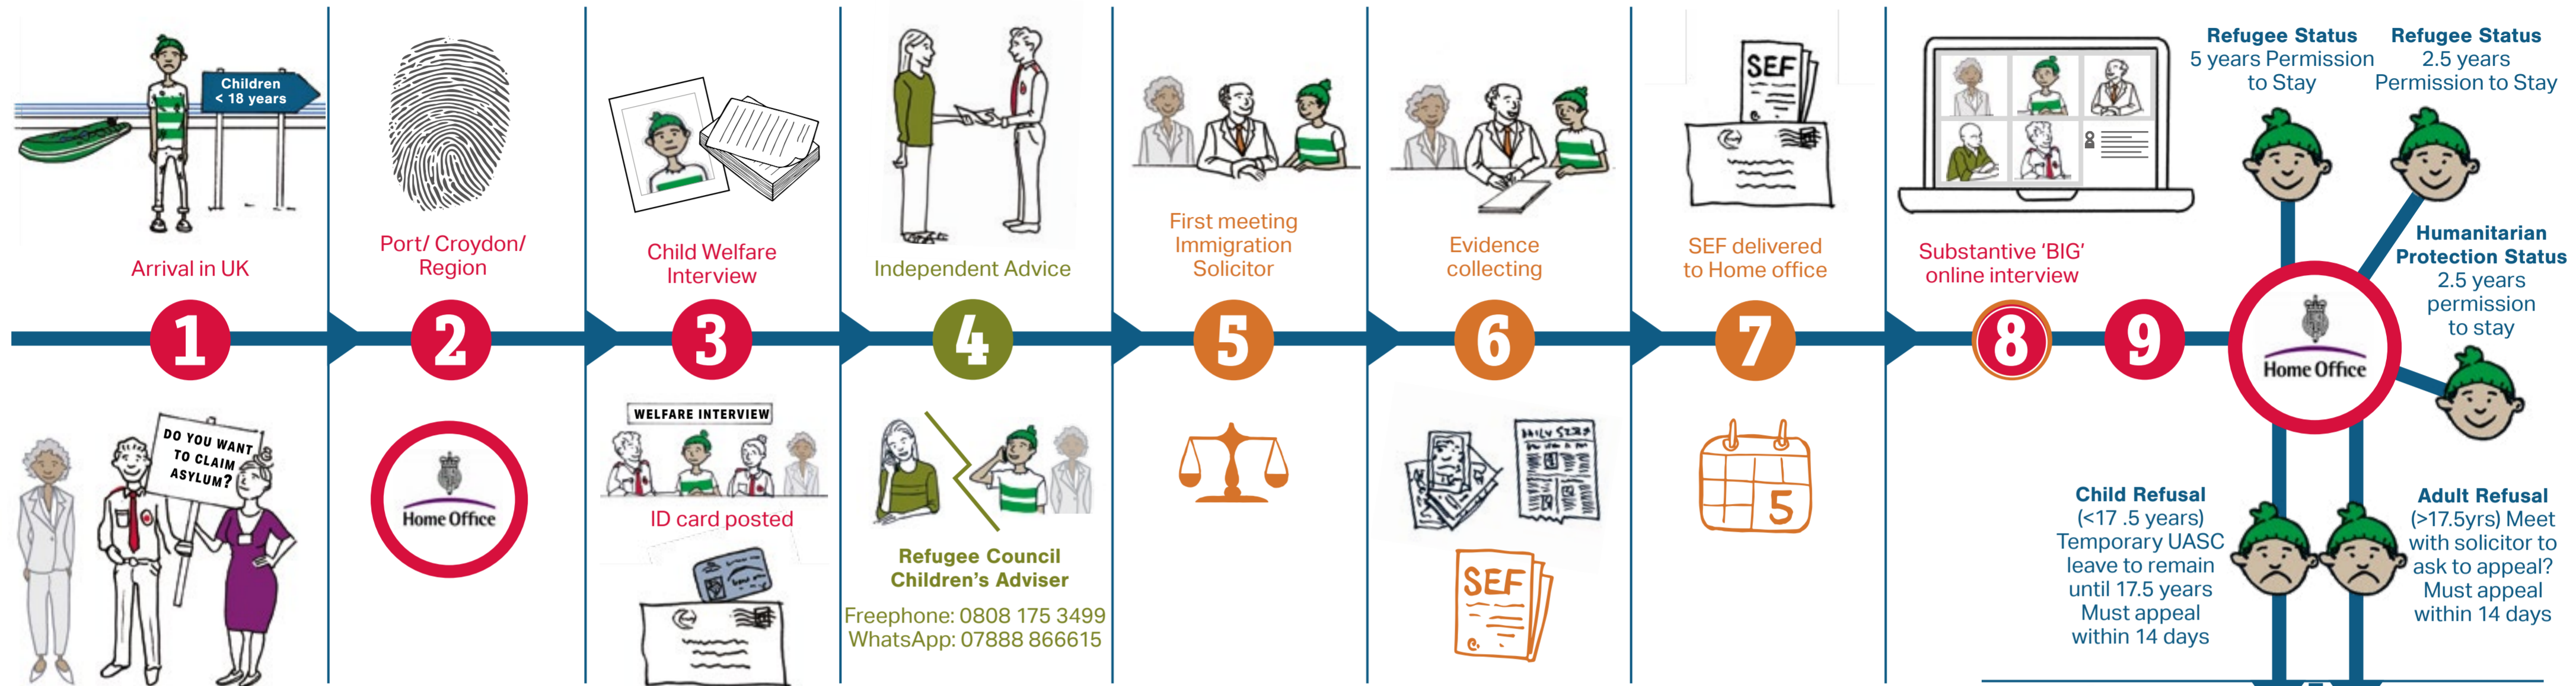 Children
< 18 years
Arrival in UK
1
DO YOU WANT
TO CLAIM
ASYLUM?
Port/ Croydon/
Region
2
Home Office
Child Welfare
Interview
3
WELFARE INTERVIEW
ID card posted
Independent Advice
4
Refugee Council
Children's Adviser
Freephone: 0808 175 3499
WhatsApp: 07888 866615
First meeting
Immigration
Solicitor
5
Evidence
collecting
6
SEF
SEF
SEF delivered
to Home office
7
5
Substantive ‘BIG’
online interview
8
9
Refugee Status
5 years Permission
to Stay
Refugee Status
2.5 years
Permission to Stay
Humanitarian
Protection Status
2.5 years
permission
to stay
Home Office
Child Refusal
(<17 .5 years)
Temporary UASC
leave to remain
until 17.5 years
Must appeal
within 14 days
Adult Refusal
(>17.5yrs) Meet
with solicitor to
ask to appeal?
Must appeal
within 14 days